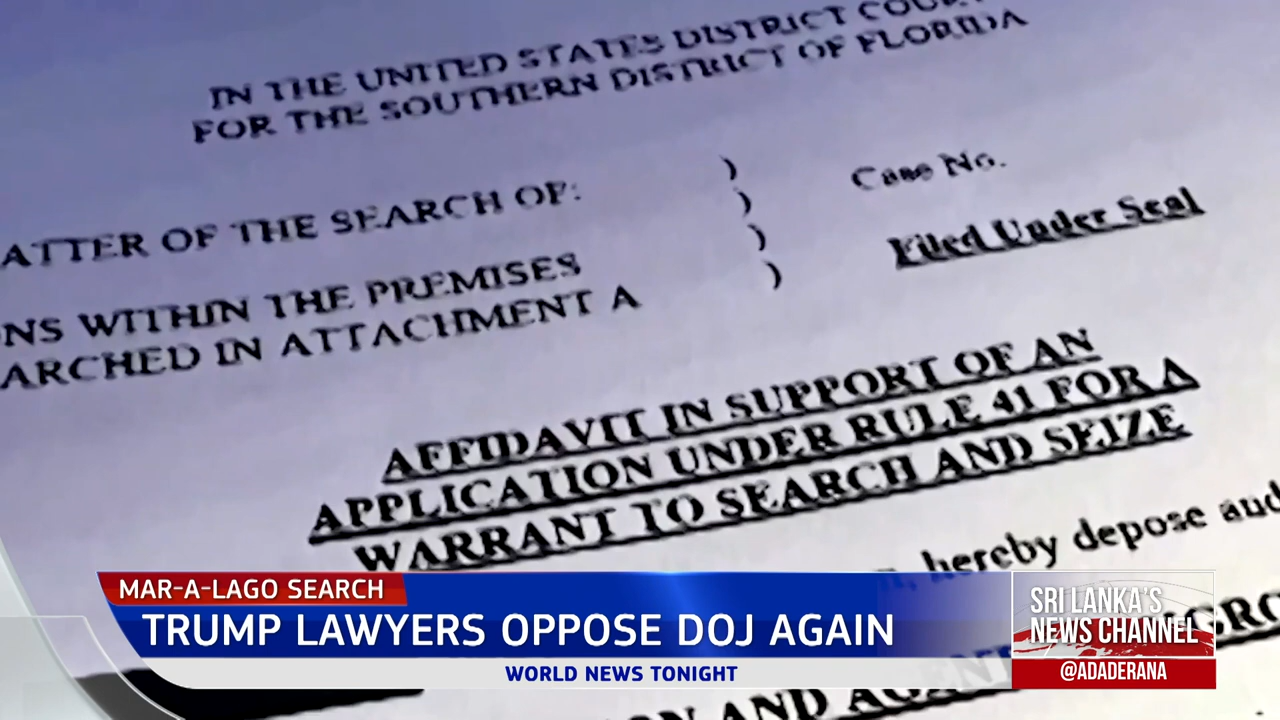 IN THE UNITED STATES DISTRICT COURT
FOR THE SOUTHERN DISTRICT OF FLORIDA
ATTER OF THE SEARCH OF:
)
Case No.
)
Filed Under Seal
ONS WITHIN THE PREMISES
)
ARCHED IN ATTACHMENT A
)
AFFIDAVIT IN SUPPORT OF AN
APPLICATION UNDER RULE 41 FOR A
WARRANT TO SEARCH AND SEIZE
hereby depose and
MAR-A-LAGO SEARCH
TRUMP LAWYERS OPPOSE DOJ AGAIN
WORLD NEWS TONIGHT
SRI LANKA'S
NEWS CHANNEL
@ADADERANA